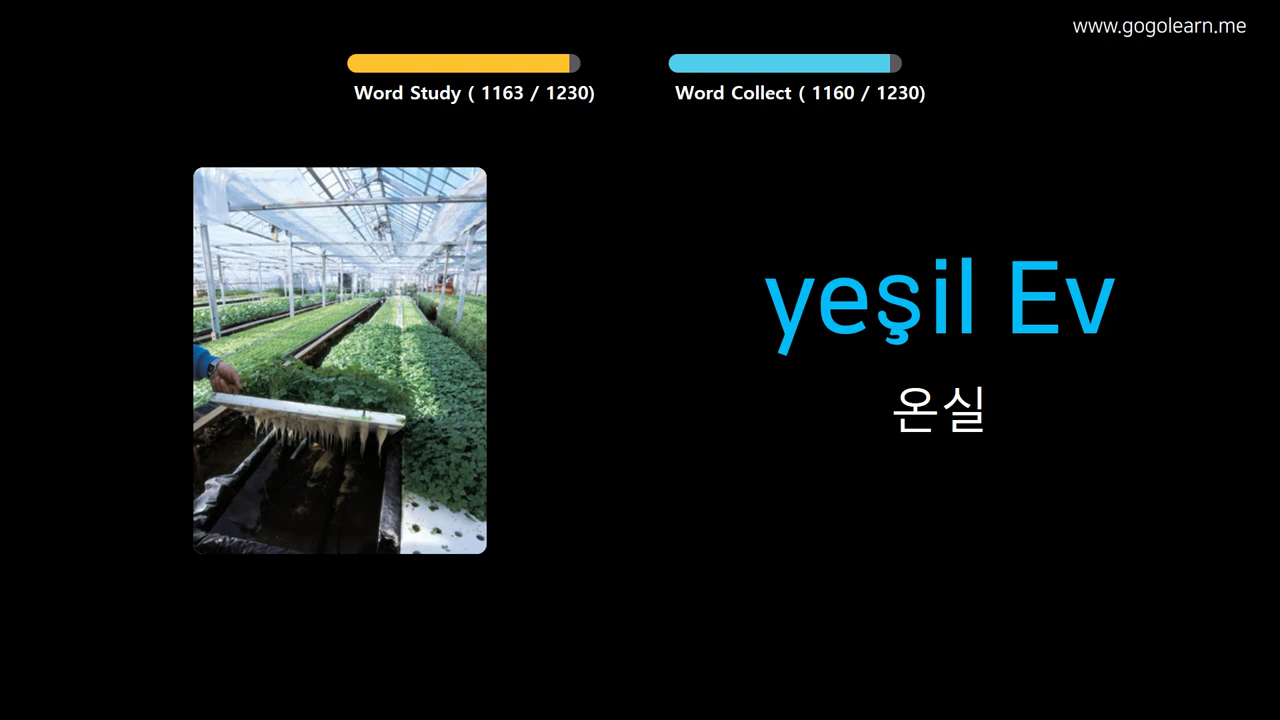 www.gogolearn.me
Word Study ( 1163 / 1230)
Word Collect ( 1160 / 1230)
yeşil Ev
온실